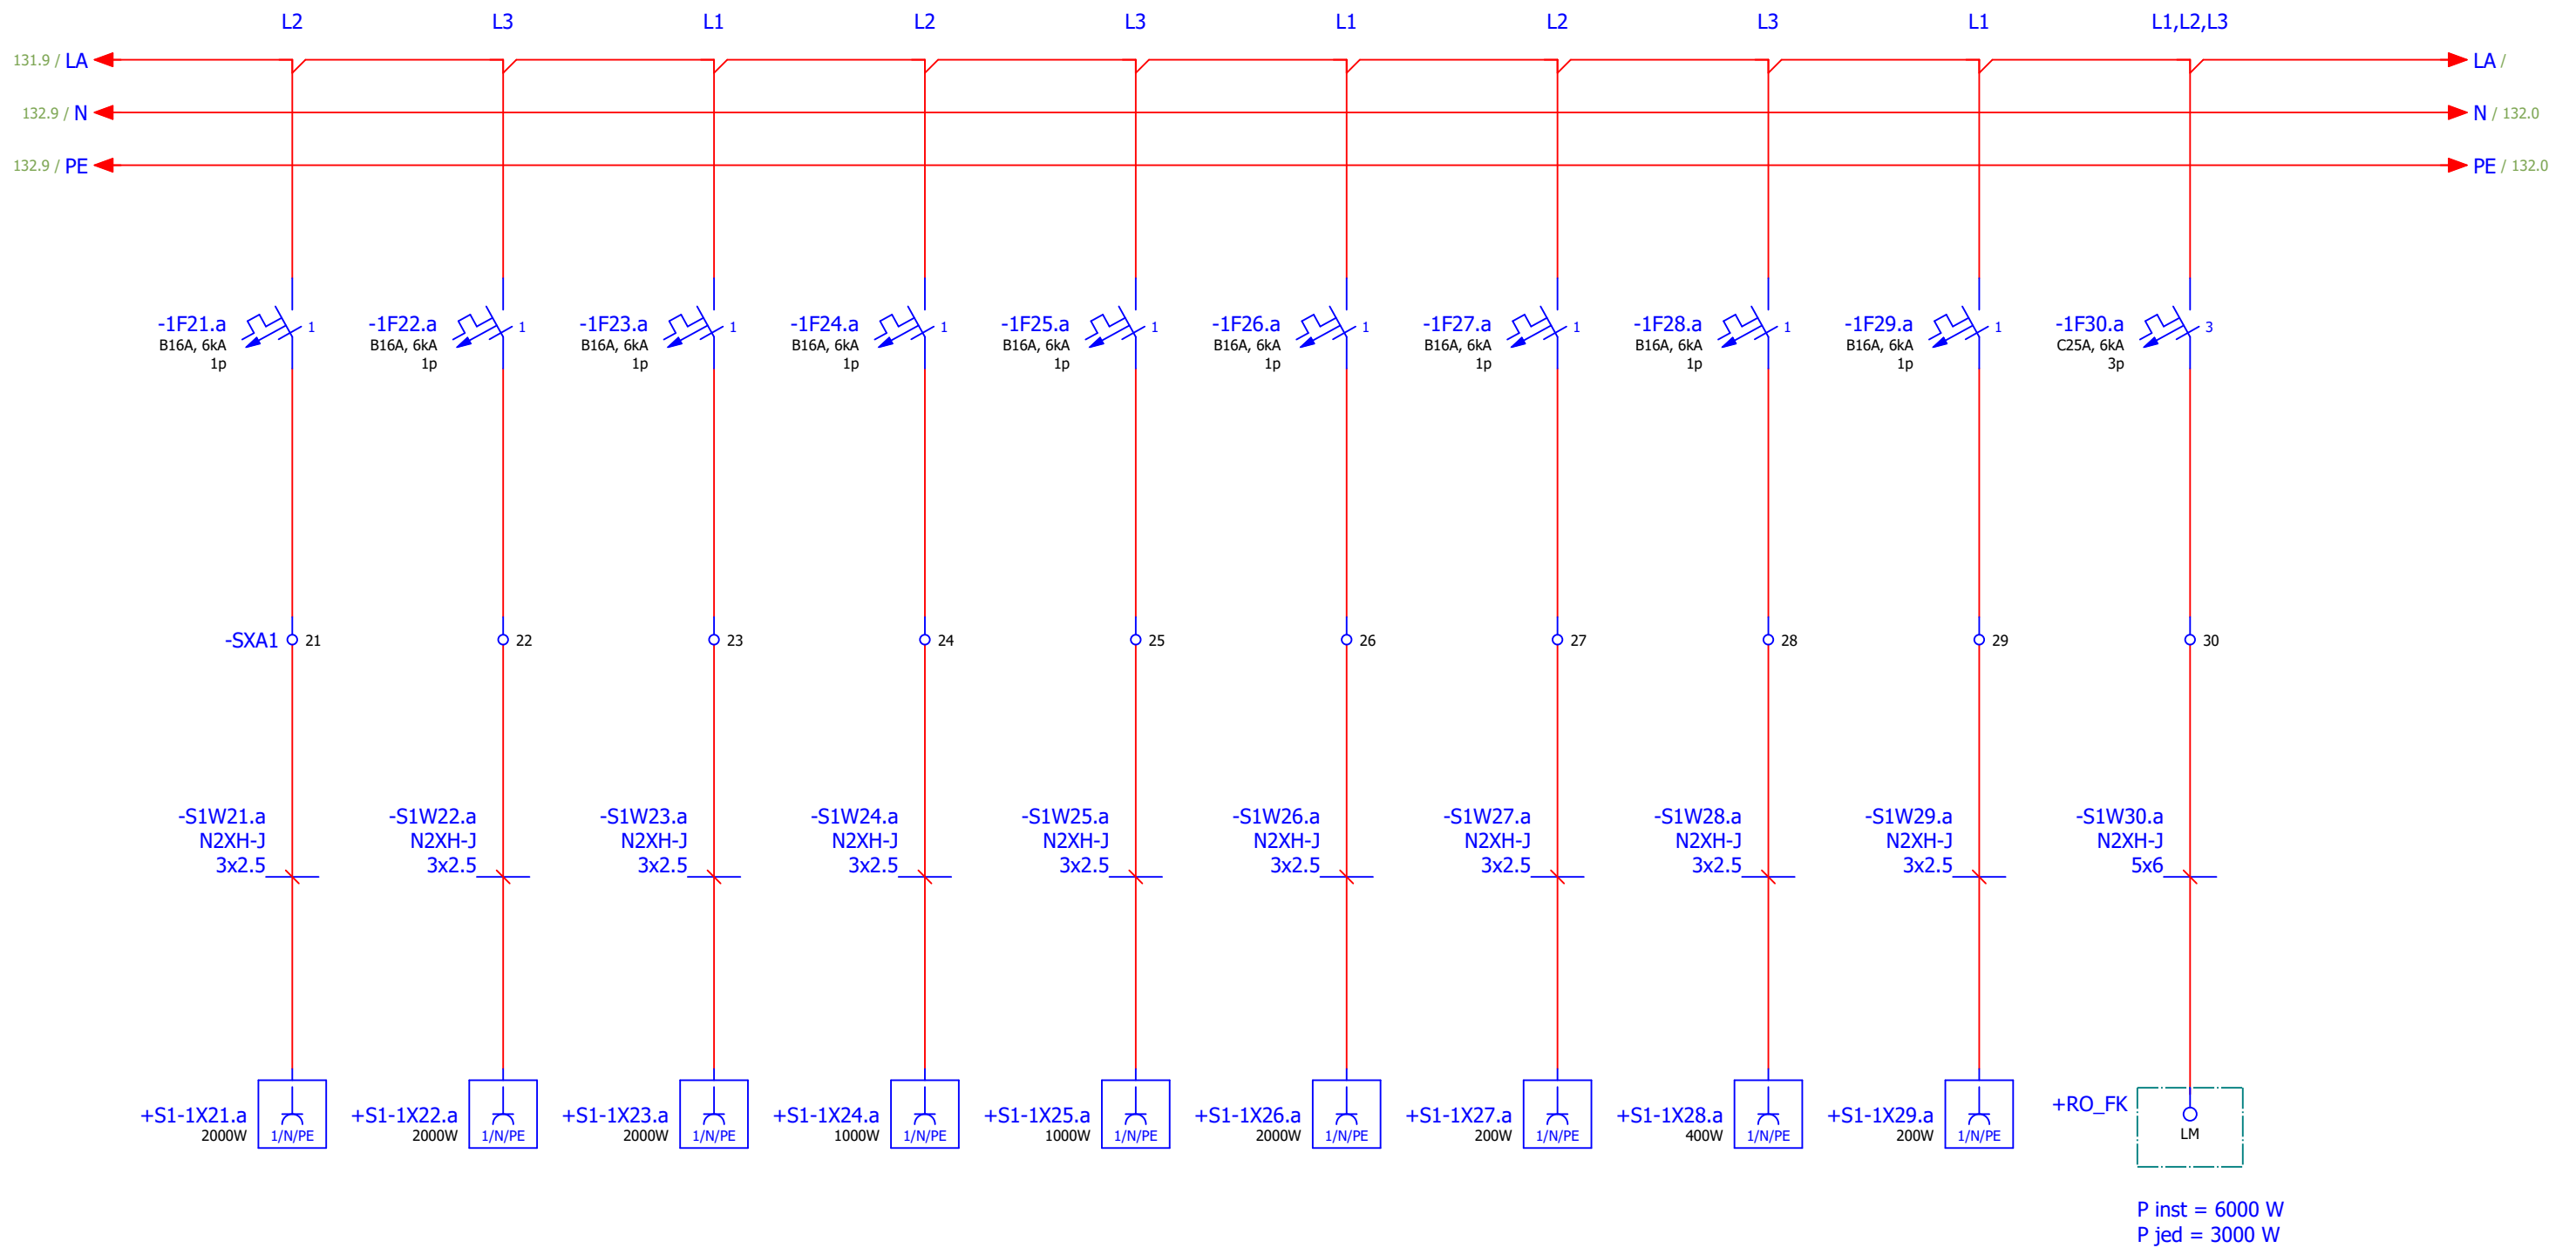 L2 L3 L1 L2 L3 L1 L2 L3 L1 L1,L2,L3
131.9 / LA LA /
132.9 / N N / 132.0
132.9 / PE PE / 132.0
-1F21.a 1 -1F22.a 1 -1F23.a 1 -1F24.a 1 -1F25.a 1 -1F26.a 1 -1F27.a 1 -1F28.a 1 -1F29.a 1 -1F30.a 3
B16A, 6kA B16A, 6kA B16A, 6kA B16A, 6kA B16A, 6kA B16A, 6kA B16A, 6kA B16A, 6kA B16A, 6kA C25A, 6kA
1p 1p 1p 1p 1p 1p 1p 1p 1p 3p
-SXA1 21 22 23 24 25 26 27 28 29 30
-S1W21.a -S1W22.a -S1W23.a -S1W24.a -S1W25.a -S1W26.a -S1W27.a -S1W28.a -S1W29.a -S1W30.a
N2XH-J N2XH-J N2XH-J N2XH-J N2XH-J N2XH-J N2XH-J N2XH-J N2XH-J N2XH-J
3x2.5 3x2.5 3x2.5 3x2.5 3x2.5 3x2.5 3x2.5 3x2.5 3x2.5 5x6
+S1-1X21.a +S1-1X22.a +S1-1X23.a +S1-1X24.a +S1-1X25.a +S1-1X26.a +S1-1X27.a +S1-1X28.a +S1-1X29.a +RO_FK
2000W 1/N/PE 2000W 1/N/PE 2000W 1/N/PE 1000W 1/N/PE 1000W 1/N/PE 2000W 1/N/PE 200W 1/N/PE 400W 1/N/PE 200W 1/N/PE LM
P inst = 6000 W
P jed = 3000 W